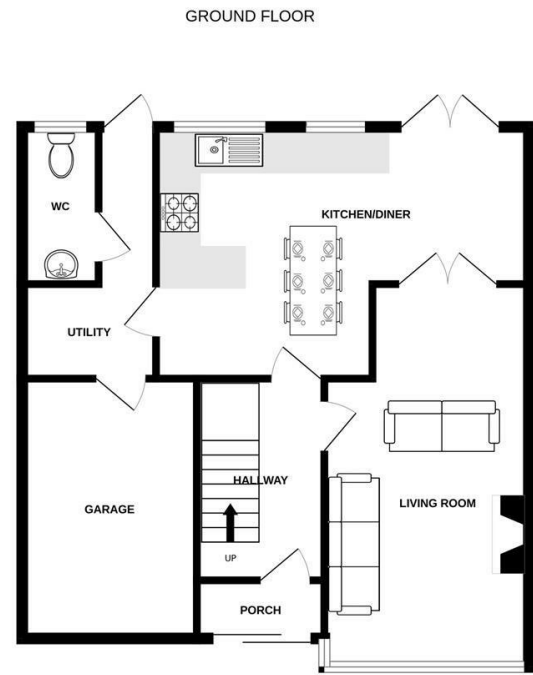 GROUND FLOOR
WC
KITCHEN/DINER
UTILITY
HALLWAY
LIVING ROOM
GARAGE
UP
PORCH